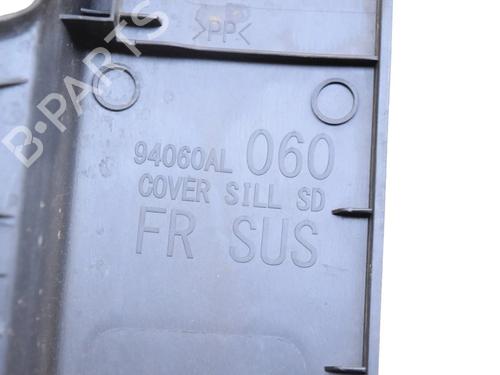 >PP<
B-PARTS
94060AL 060
COVER SILL SD
FR SUS